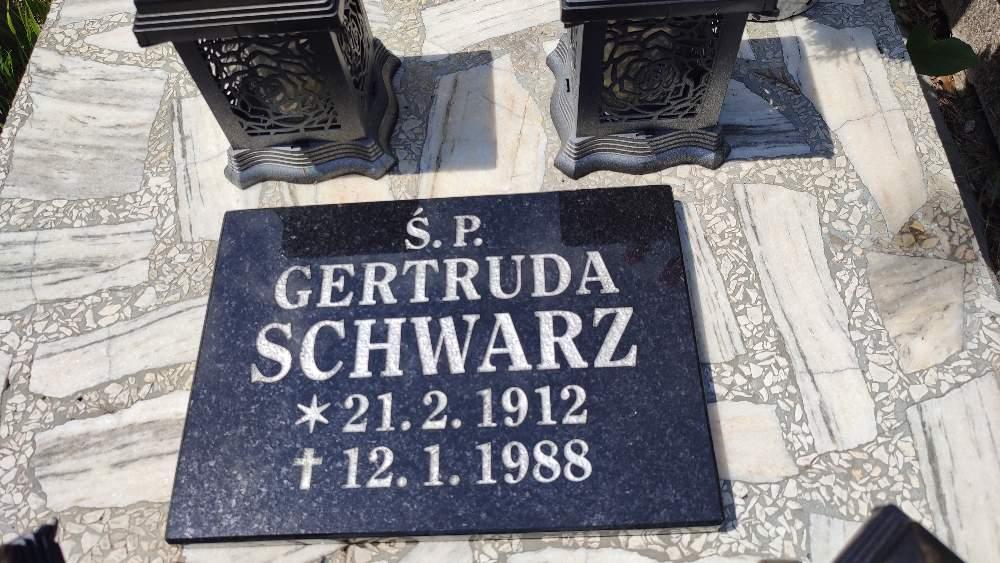 Ś. P.
GERTRUDA
SCHWARZ
* 21. 2. 1912
✝ 12. 1. 1988